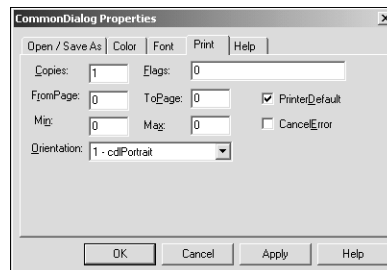 CommonDialog Properties
Open / Save As Color Font Print Help
Copies: 1 Flags: 0
FromPage: 0 ToPage: 0 PrinterDefault
Min: 0 Max: 0 CancelError
Orientation: 1 - cdlPortrait
OK Cancel Apply Help